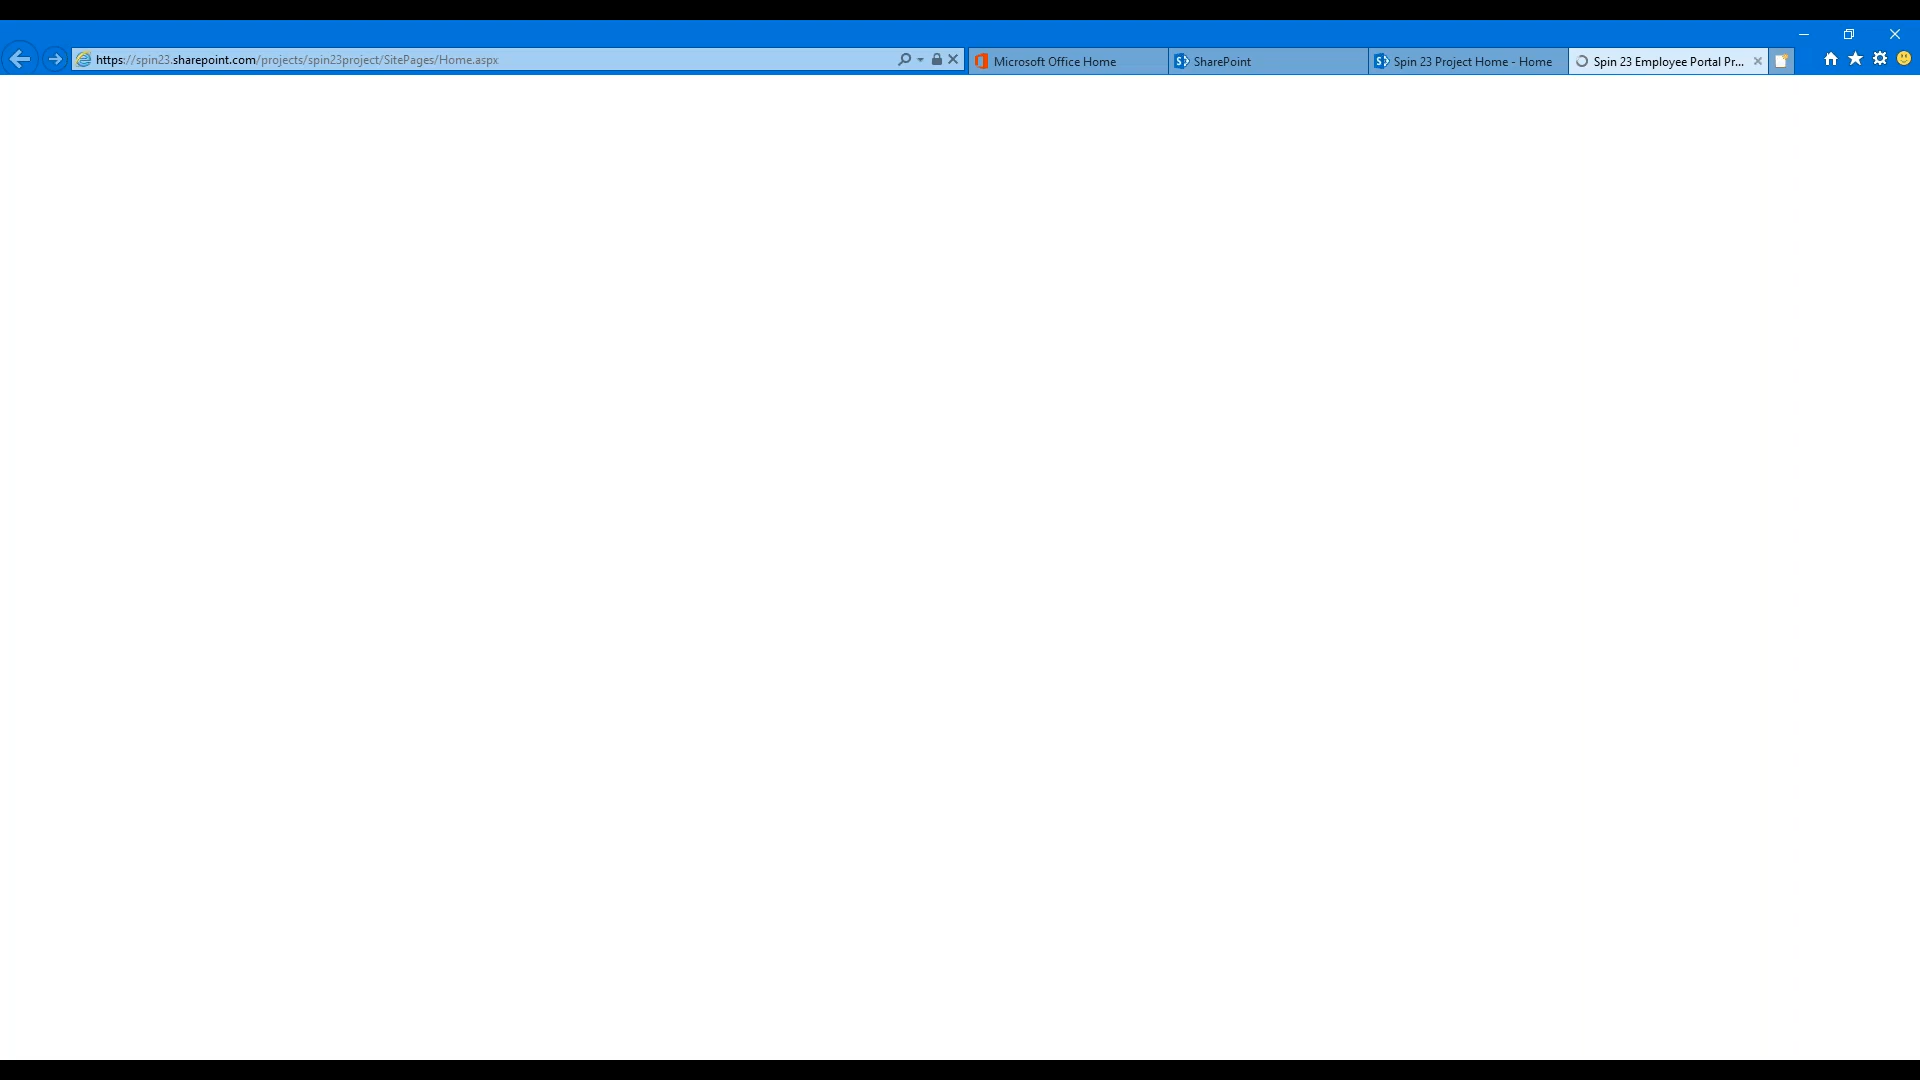 https://spin23.sharepoint.com/projects/spin23project/SitePages/Home.aspx
Microsoft Office Home
SharePoint
Spin 23 Project Home - Home
Spin 23 Employee Portal Pr...